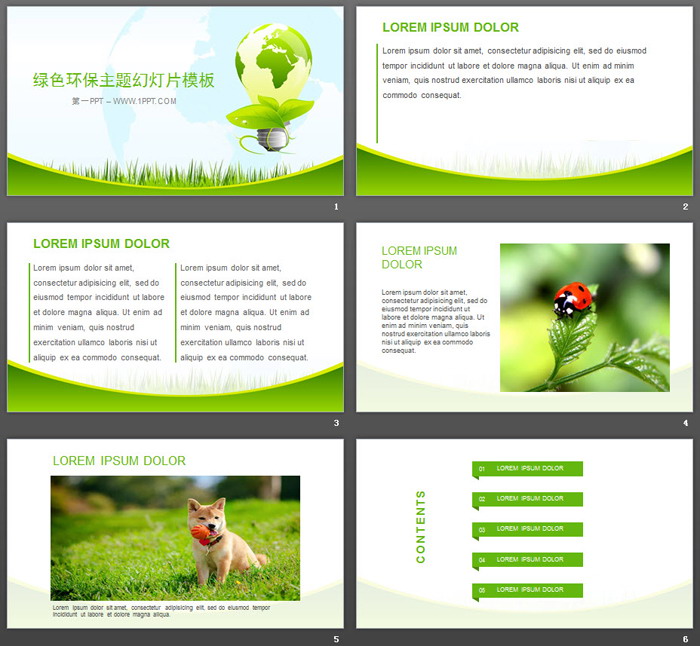 绿色环保主题幻灯片模板
第一PPT – WWW.1PPT.COM
1
LOREM IPSUM DOLOR
Lorem ipsum dolor sit amet, consectetur adipisicing elit, sed do eiusmod
tempor incididunt ut labore et dolore magna aliqua. Ut enim ad minim
veniam, quis nostrud exercitation ullamco laboris nisi ut aliquip ex ea
commodo consequat.
2
LOREM IPSUM DOLOR
Lorem ipsum dolor sit amet,
consectetur adipisicing elit, sed do
eiusmod tempor incididunt ut labore
et dolore magna aliqua. Ut enim ad
minim veniam, quis nostrud
exercitation ullamco laboris nisi ut
aliquip ex ea commodo consequat.
Lorem ipsum dolor sit amet,
consectetur adipisicing elit, sed do
eiusmod tempor incididunt ut labore
et dolore magna aliqua. Ut enim ad
minim veniam, quis nostrud
exercitation ullamco laboris nisi ut
aliquip ex ea commodo consequat.
3
LOREM IPSUM
DOLOR
Lorem ipsum dolor sit amet,
consectetur adipisicing elit, sed do
eiusmod tempor incididunt ut labore
et dolore magna aliqua. Ut enim ad
minim veniam, quis nostrud
exercitation ullamco laboris nisi ut
aliquip ex ea commodo
consequat.
4
LOREM IPSUM DOLOR
Lorem ipsum dolor sit amet, consectetur adipisicing elit, sed do eiusmod tempor
incididunt ut labore et dolore magna aliqua.
5
CONTENTS
01 LOREM IPSUM DOLOR
02 LOREM IPSUM DOLOR
03 LOREM IPSUM DOLOR
04 LOREM IPSUM DOLOR
05 LOREM IPSUM DOLOR
6